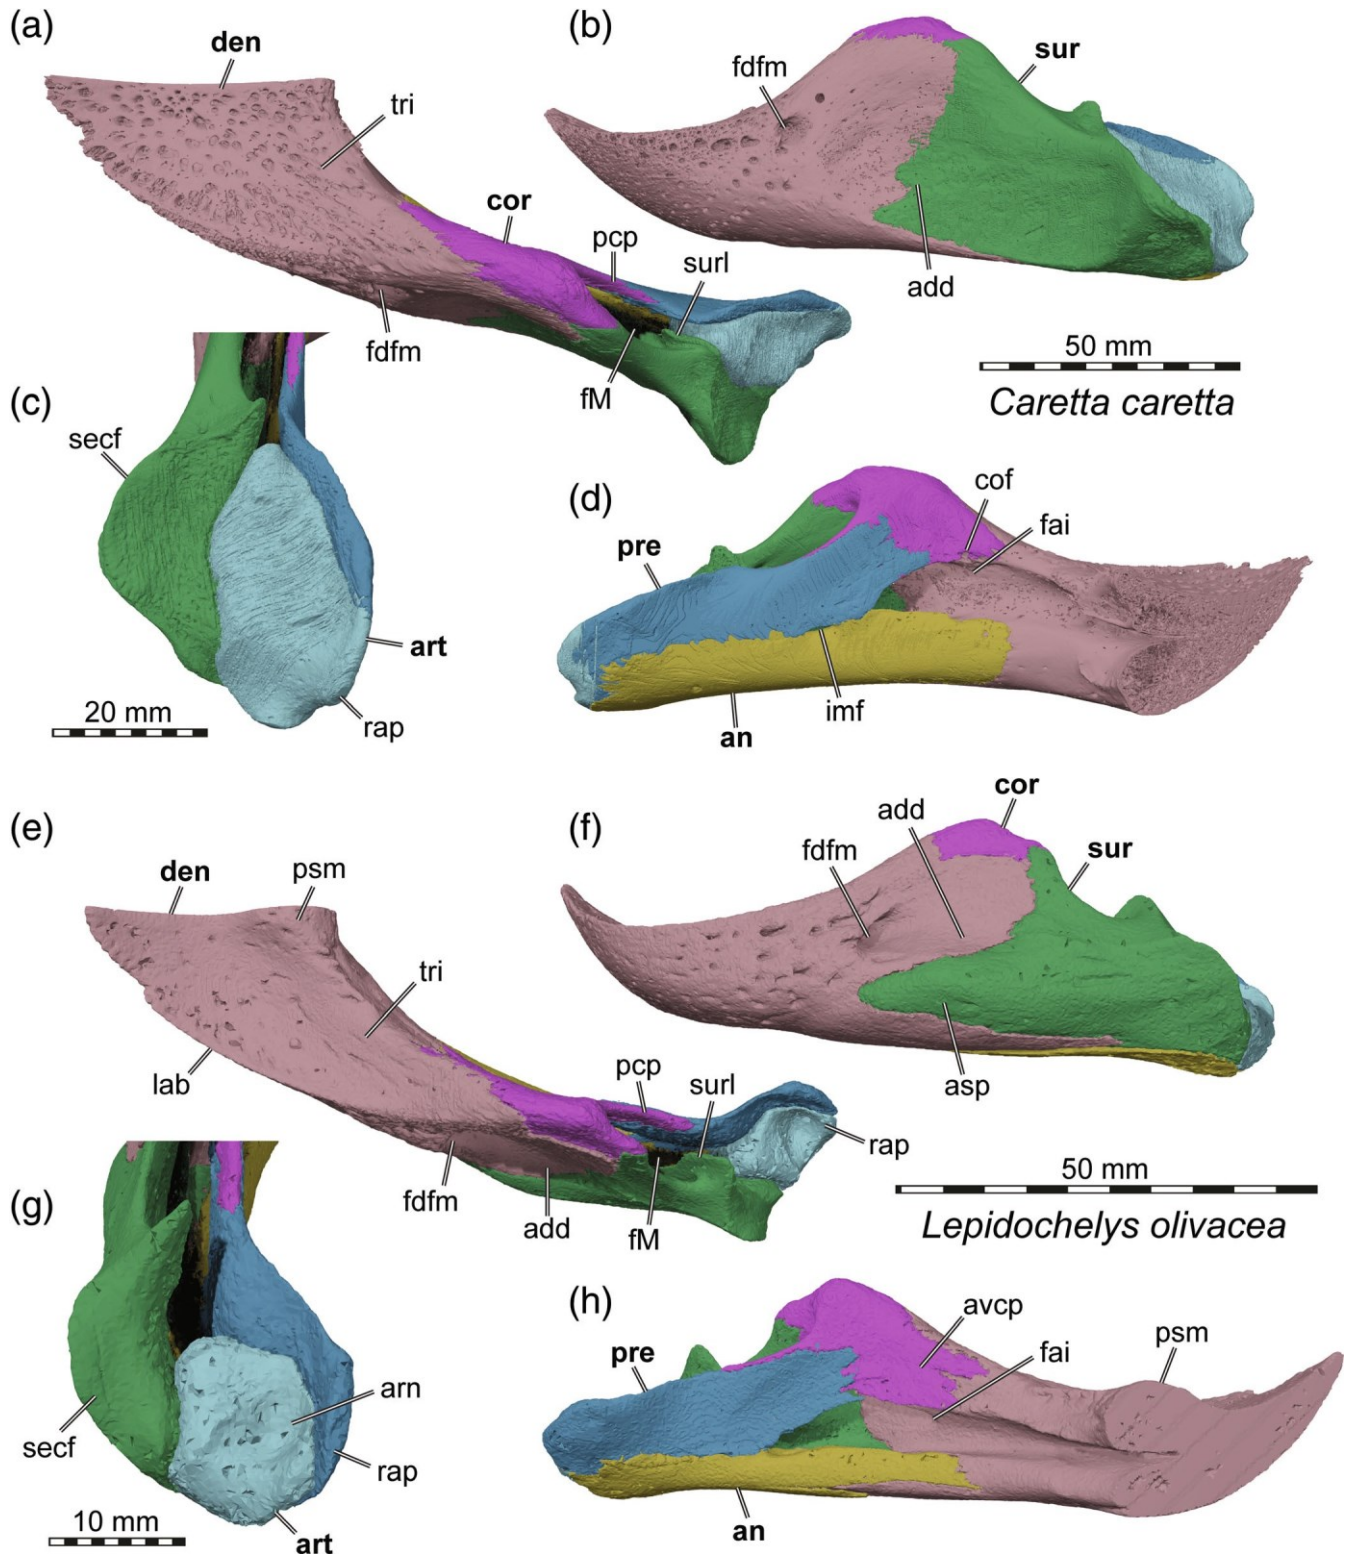 (a)
den
tri
cor
pcp
surl
fdfm
fM
(b)
sur
fdfm
add
50 mm
Caretta caretta
(c)
secf
art
rap
20 mm
(d)
cof
fai
pre
imf
an
(e)
den
psm
tri
lab
pcp
surl
rap
fdfm
add
fM
(f)
cor
add
fdfm
sur
asp
50 mm
Lepidochelys olivacea
(g)
arn
secf
rap
10 mm
art
(h)
avcp
psm
fai
pre
an